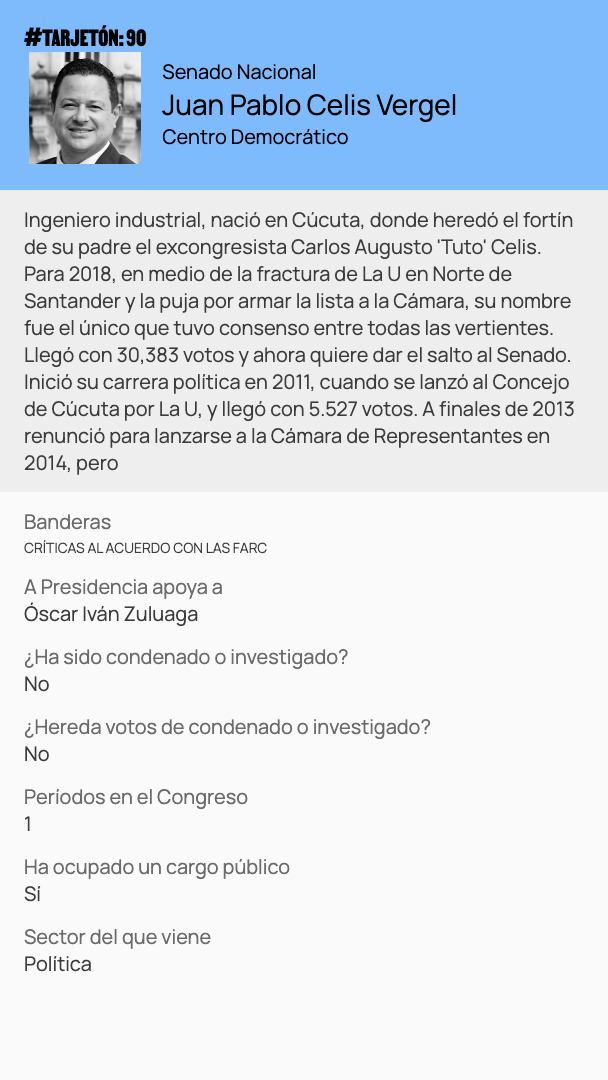 #TARJETÓN: 90
Senado Nacional
Juan Pablo Celis Vergel
Centro Democrático
Ingeniero industrial, nació en Cúcuta, donde heredó el fortín
de su padre el excongresista Carlos Augusto 'Tuto' Celis.
Para 2018, en medio de la fractura de La U en Norte de
Santander y la puja por armar la lista a la Cámara, su nombre
fue el único que tuvo consenso entre todas las vertientes.
Llegó con 30,383 votos y ahora quiere dar el salto al Senado.
Inició su carrera política en 2011, cuando se lanzó al Concejo
de Cúcuta por La U, y llegó con 5.527 votos. A finales de 2013
renunció para lanzarse a la Cámara de Representantes en
2014, pero
Banderas
CRÍTICAS AL ACUERDO CON LAS FARC
A Presidencia apoya a
Óscar Iván Zuluaga
¿Ha sido condenado o investigado?
No
¿Hereda votos de condenado o investigado?
No
Períodos en el Congreso
1
Ha ocupado un cargo público
Sí
Sector del que viene
Política